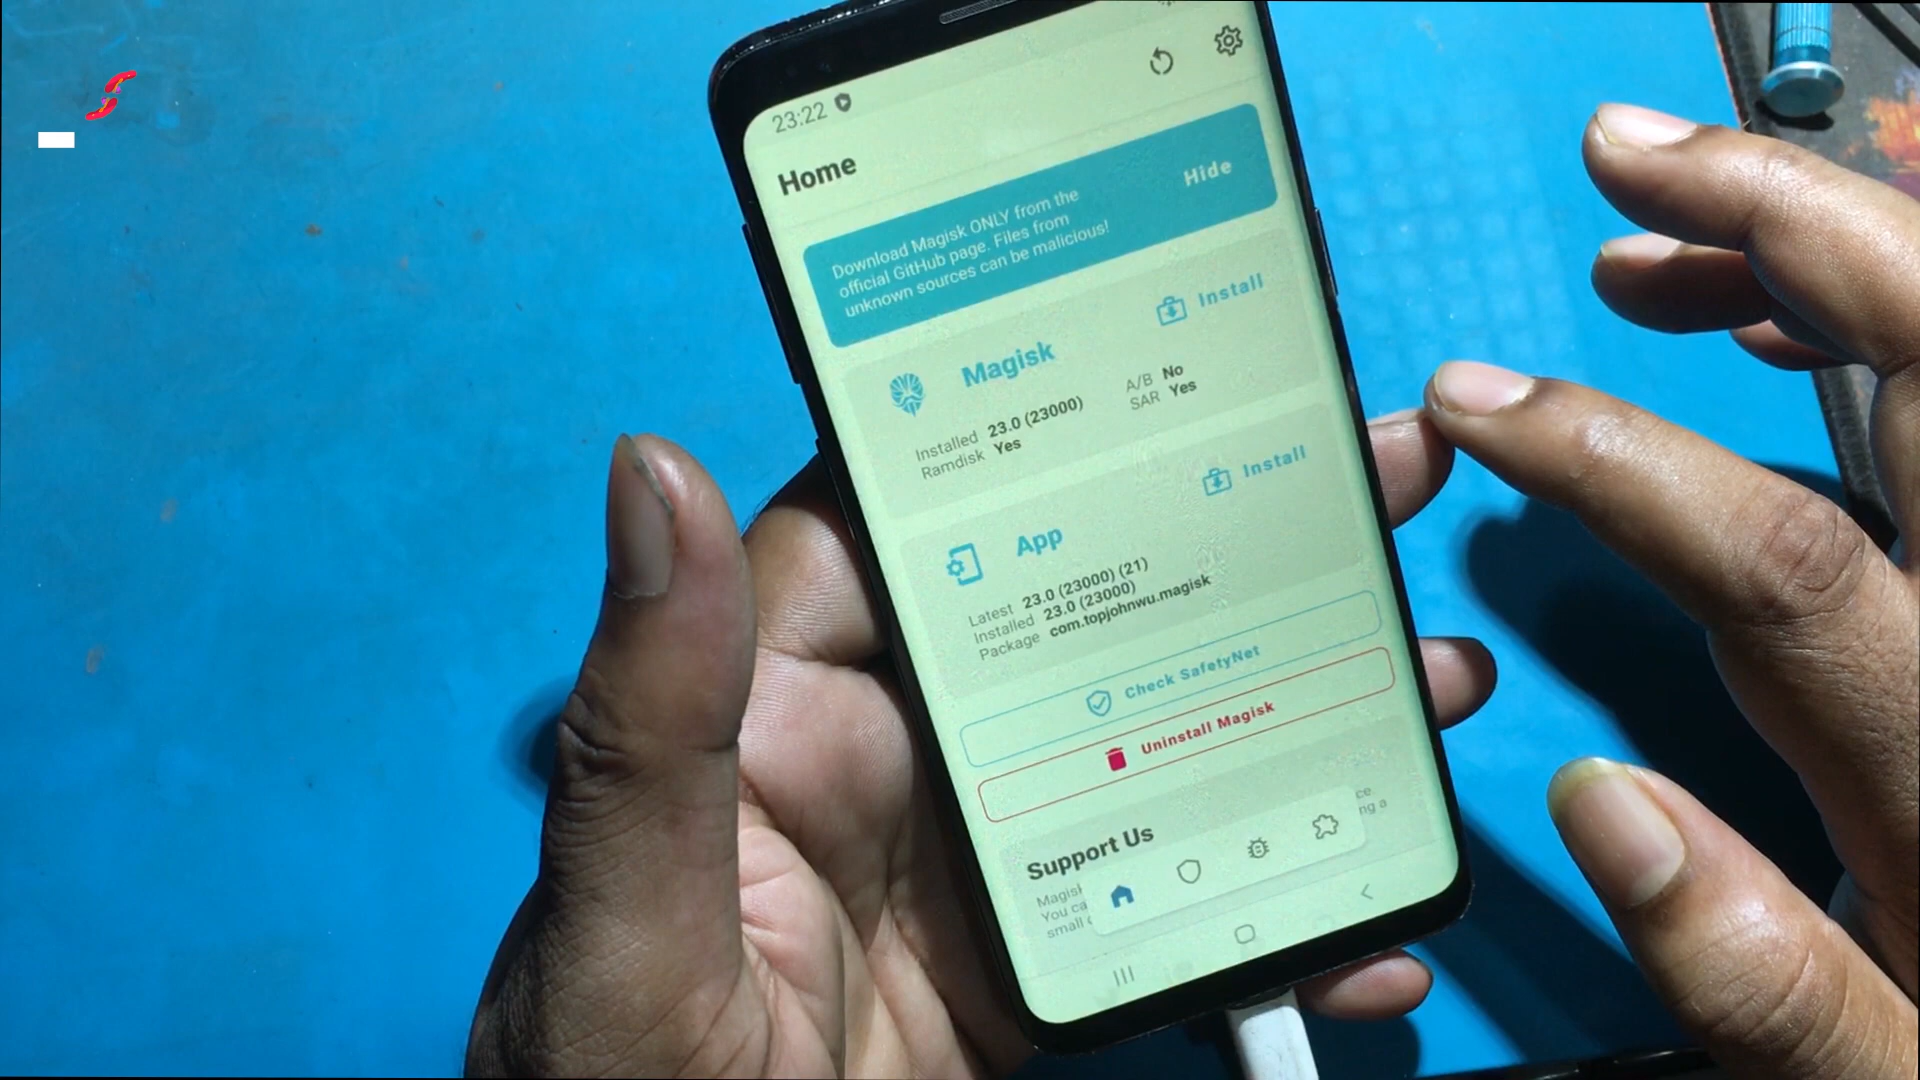 23:22
Home
Download Magisk ONLY from the
official GitHub page. Files from
unknown sources can be malicious!
Hide
Magisk
Install
Installed 23.0 (23000)
Ramdisk Yes
A/B No
SAR Yes
App
Install
Latest 23.0 (23000) (21)
Installed 23.0 (23000)
Package com.topjohnwu.magisk
Check SafetyNet
Uninstall Magisk
Support Us
You
small